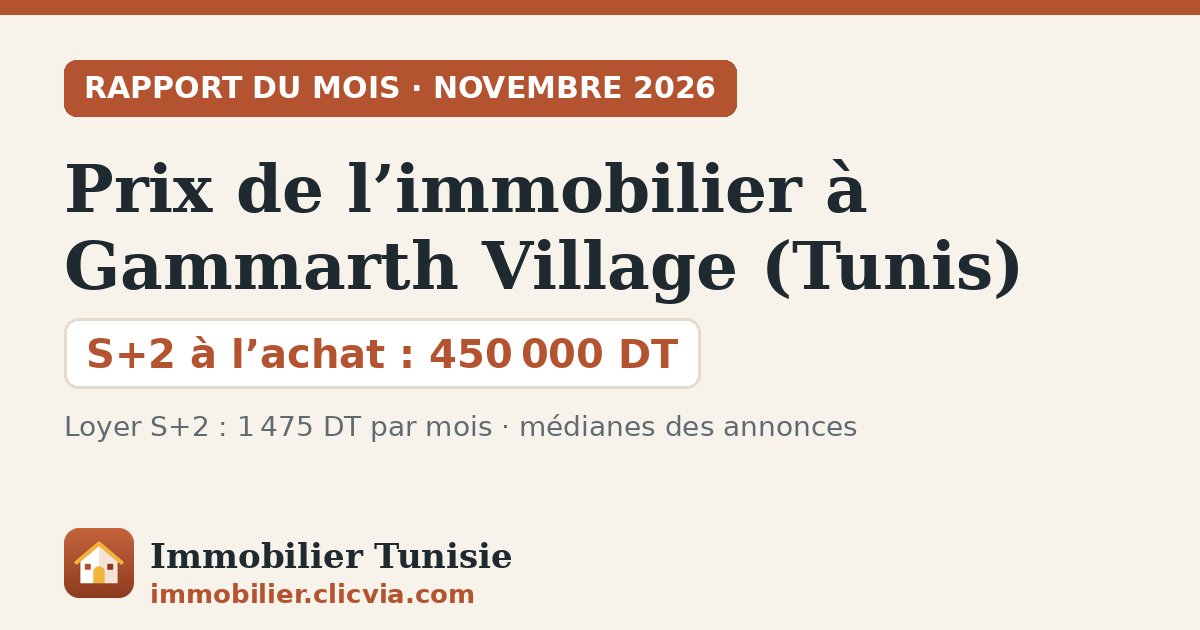 RAPPORT DU MOIS · NOVEMBRE 2026
Prix de l’immobilier à
Gammarth Village (Tunis)
S+2 à l’achat : 450 000 DT
Loyer S+2 : 1 475 DT par mois · médianes des annonces
Immobilier Tunisie
immobilier.clicvia.com